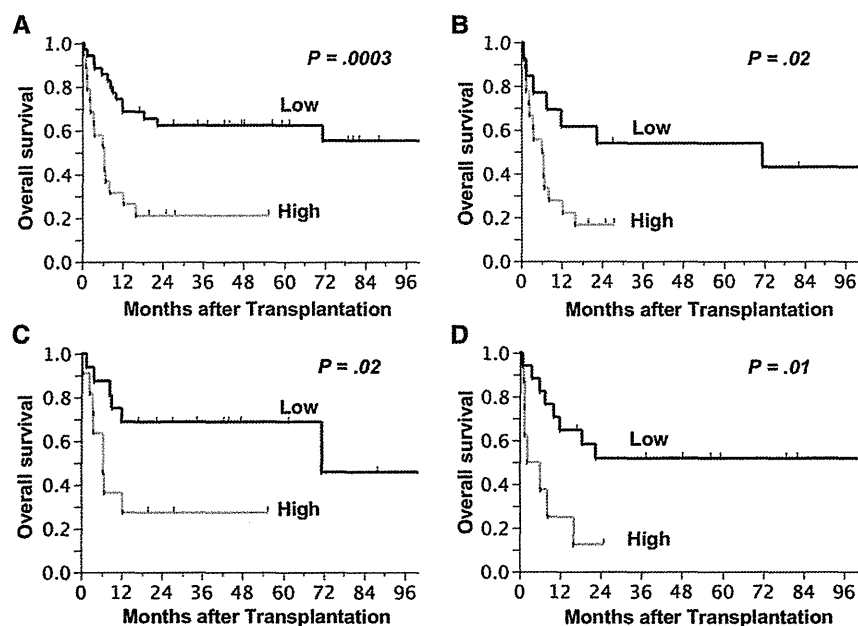 A
P = .0003
Low
High
Overall survival
1.0
0.8
0.6
0.4
0.2
0.0
0 12 24 36 48 60 72 84 96
Months after Transplantation
B
P = .02
Low
High
Overall survival
1.0
0.8
0.6
0.4
0.2
0.0
0 12 24 36 48 60 72 84 96
Months after Transplantation
C
P = .02
Low
High
Overall survival
1.0
0.8
0.6
0.4
0.2
0.0
0 12 24 36 48 60 72 84 96
Months after Transplantation
D
P = .01
Low
High
Overall survival
1.0
0.8
0.6
0.4
0.2
0.0
0 12 24 36 48 60 72 84 96
Months after Transplantation